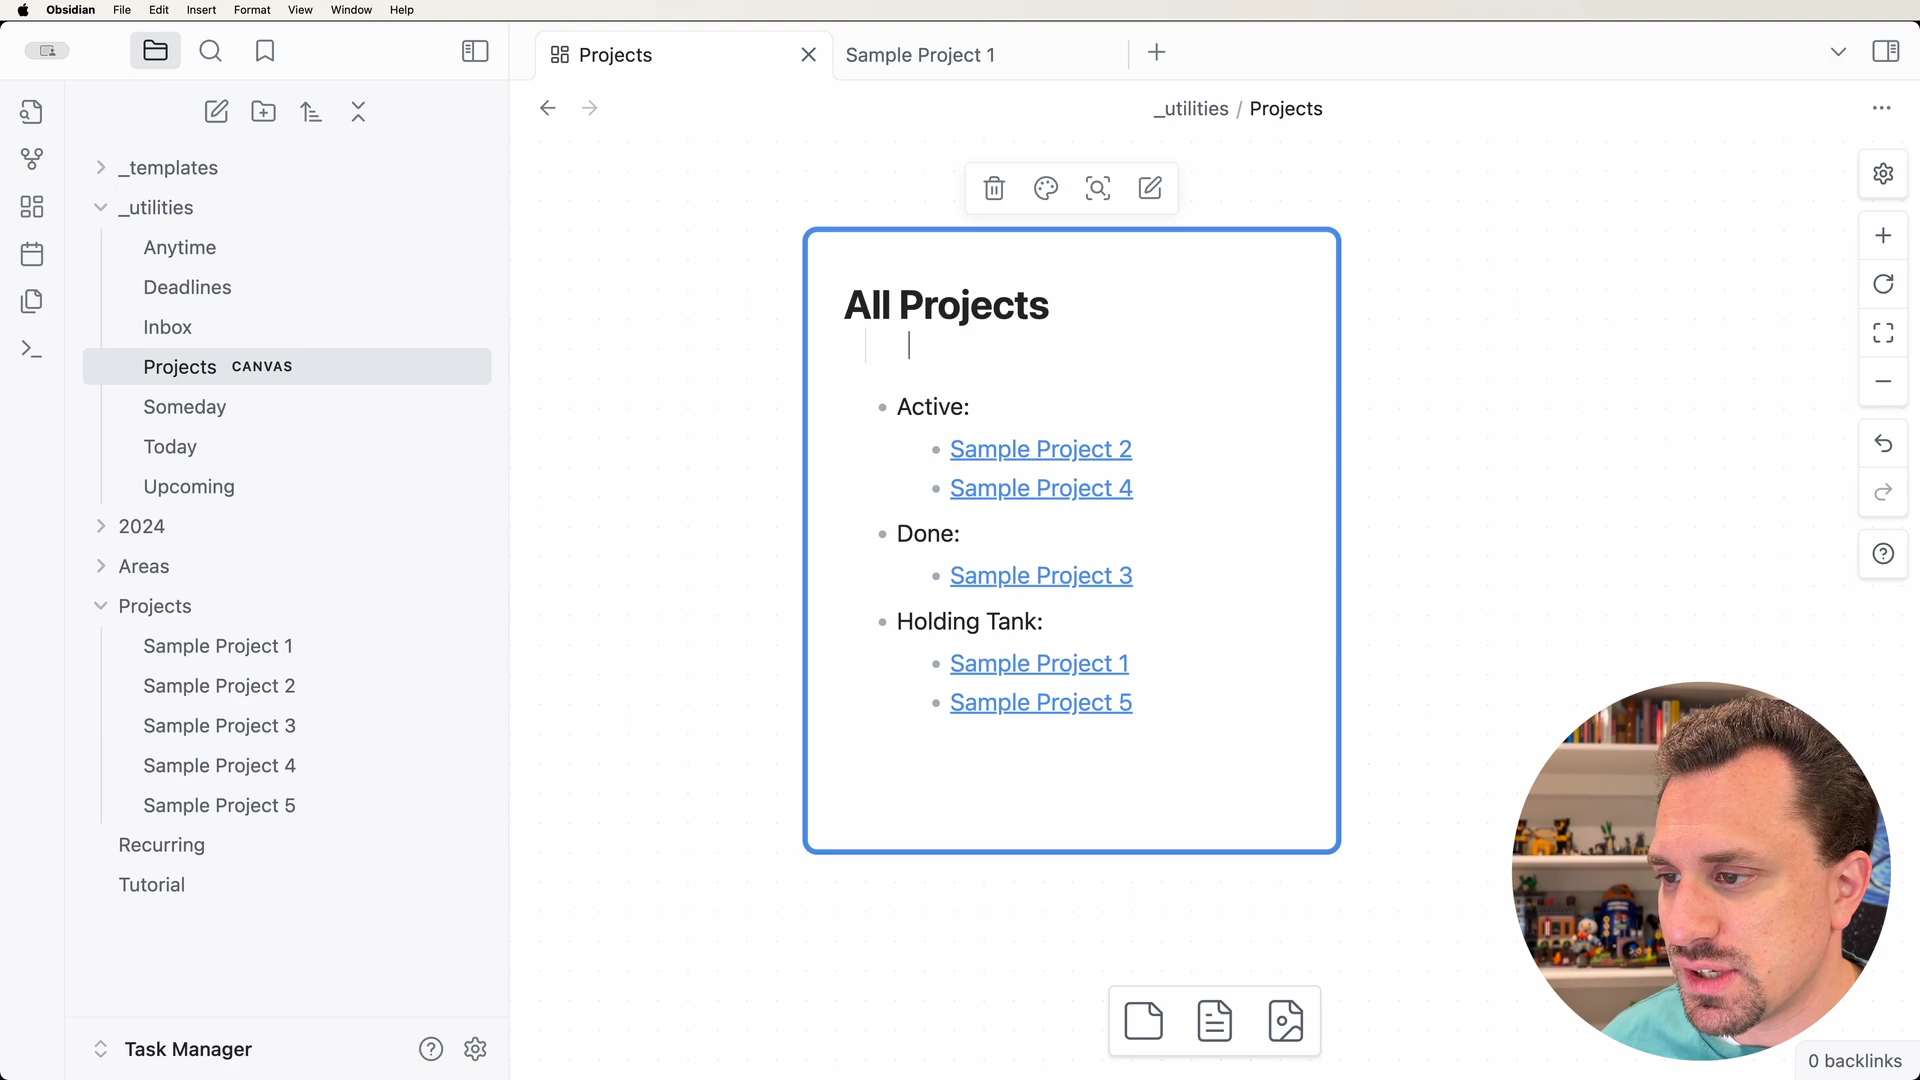 Obsidian File Edit Insert Format View Window Help
Projects
Sample Project 1
_utilities / Projects
_templates
_utilities
Anytime
Deadlines
Inbox
Projects CANVAS
Someday
Today
Upcoming
2024
Areas
Projects
Sample Project 1
Sample Project 2
Sample Project 3
Sample Project 4
Sample Project 5
Recurring
Tutorial
Task Manager
All Projects
Active:
Sample Project 2
Sample Project 4
Done:
Sample Project 3
Holding Tank:
Sample Project 1
Sample Project 5
0 backlinks